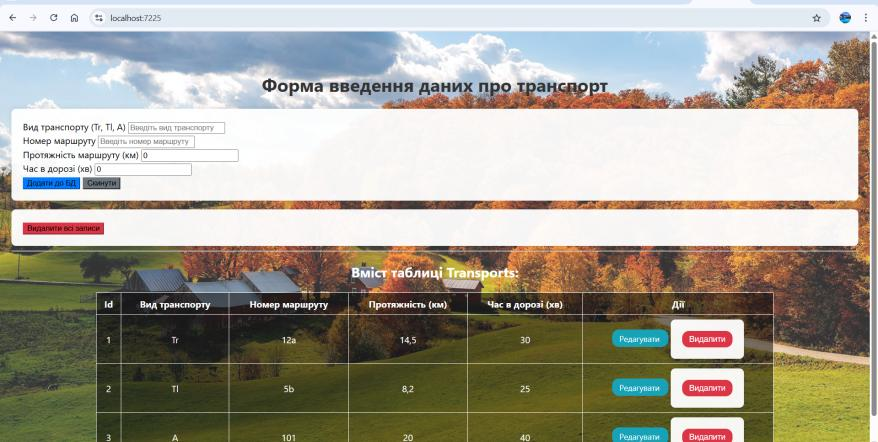 localhost:7225
Форма введення даних про транспорт
Вид транспорту (Tr, Tl, A) Введіть вид транспорту
Номер маршруту Введіть номер маршруту
Протяжність маршруту (км) 0
Час в дорозі (хв) 0
Додати до БД Скинути
Видалити всі записи
Вміст таблиці Transports:
Id Вид транспорту Номер маршруту Протяжність (км) Час в дорозі (хв) Дії
1 Tr 12a 14,5 30 Редагувати Видалити
2 Tl 5b 8,2 25 Редагувати Видалити
3 A 101 20 40 Редагувати Видалити